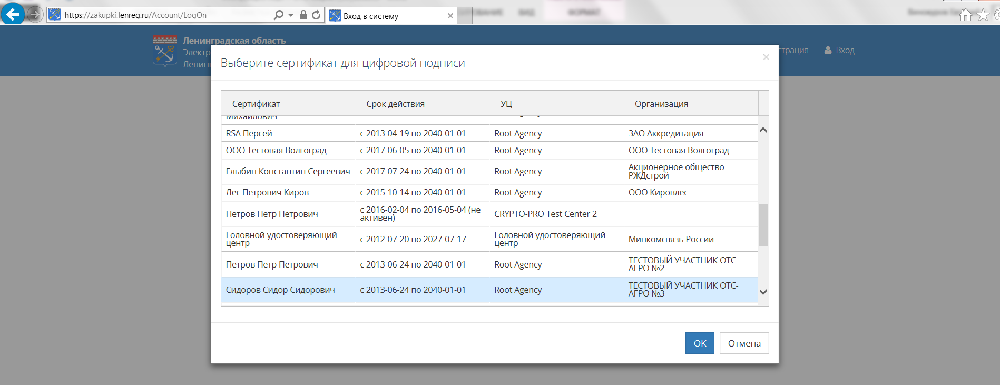 https://zakupki.lenreg.ru/Account/LogOn
Вход в систему
ВИД
ФОРМАТ
Ленинградская область
Электр
Ленинг
страция
Вход
Выберите сертификат для цифровой подписи
Сертификат Срок действия УЦ Организация
Михайлович
RSA Персей с 2013-04-19 по 2040-01-01 Root Agency ЗАО Аккредитация
ООО Тестовая Волгоград с 2017-06-05 по 2040-01-01 Root Agency ООО Тестовая Волгоград
Глыбин Константин Сергеевич с 2017-07-24 по 2040-01-01 Root Agency Акционерное общество
РЖДстрой
Лес Петрович Киров с 2015-10-14 по 2040-01-01 Root Agency ООО Кировлес
Петров Петр Петрович с 2016-02-04 по 2016-05-04 (не
активен) CRYPTO-PRO Test Center 2
Головной удостоверяющий
центр с 2012-07-20 по 2027-07-17 Головной удостоверяющий
центр Минкомсвязь России
Петров Петр Петрович с 2013-06-24 по 2040-01-01 Root Agency ТЕСТОВЫЙ УЧАСТНИК ОТС-
АГРО №2
Сидоров Сидор Сидорович с 2013-06-24 по 2040-01-01 Root Agency ТЕСТОВЫЙ УЧАСТНИК ОТС-
АГРО №3
OK
Отмена